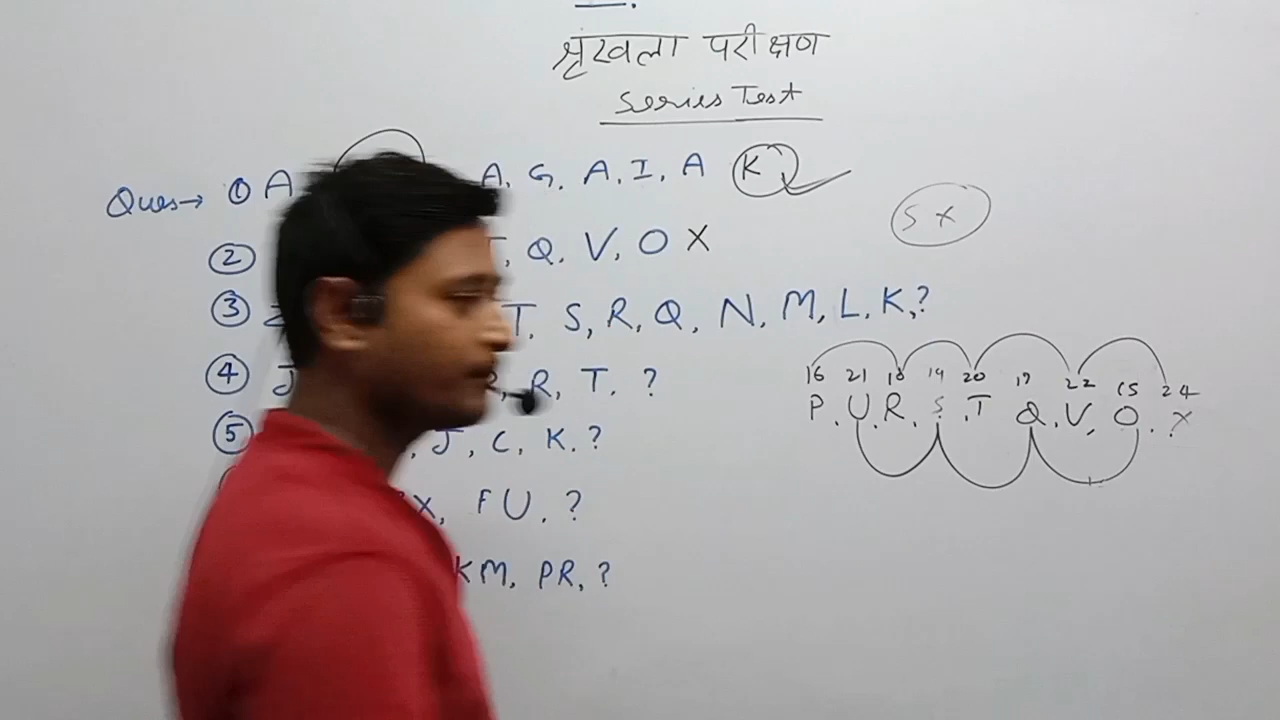 श्रृंखला परीक्षण
Series Test
Ques→ ① A A, G, A, I, A K
② Q, V, O X
③ T, S, R, Q, N, M, L, K, ?
④ J R, T, ?
⑤ J, C, K, ?
X, FU, ?
KM, PR, ?
S X
16 21 18 19 20 17 22 15 24
P, U, R, S, T Q, V, O, ?